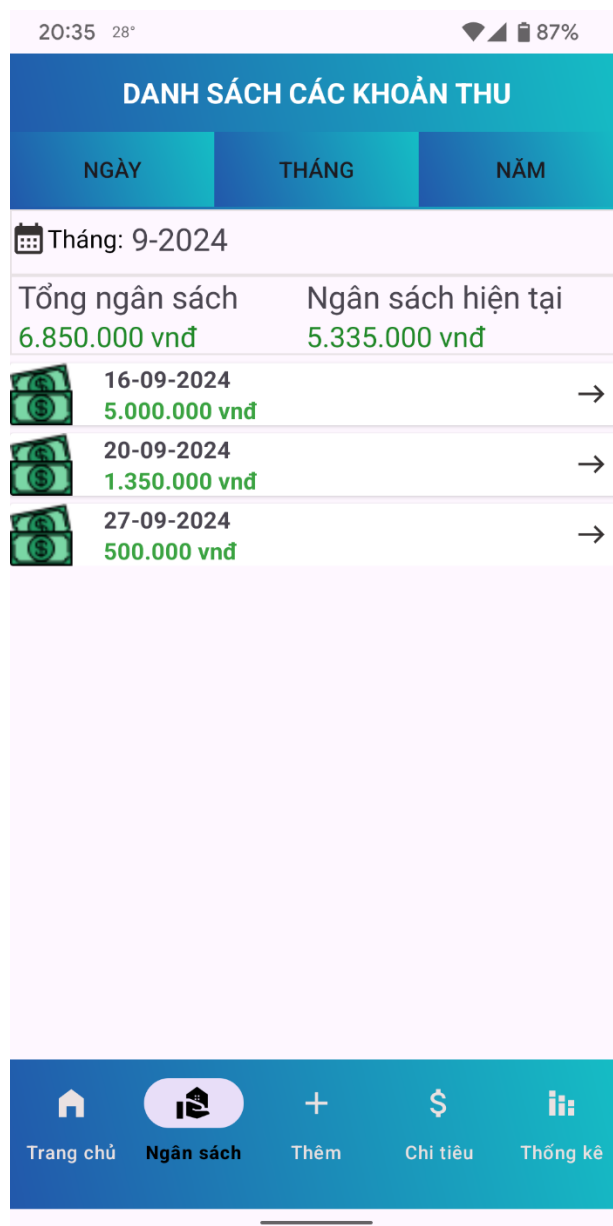 20:35 28° 87%
DANH SÁCH CÁC KHOẢN THU
NGÀY THÁNG NĂM
Tháng: 9-2024
Tổng ngân sách Ngân sách hiện tại
6.850.000 vnđ 5.335.000 vnđ
16-09-2024
5.000.000 vnđ
20-09-2024
1.350.000 vnđ
27-09-2024
500.000 vnđ
Trang chủ Ngân sách Thêm Chi tiêu Thống kê